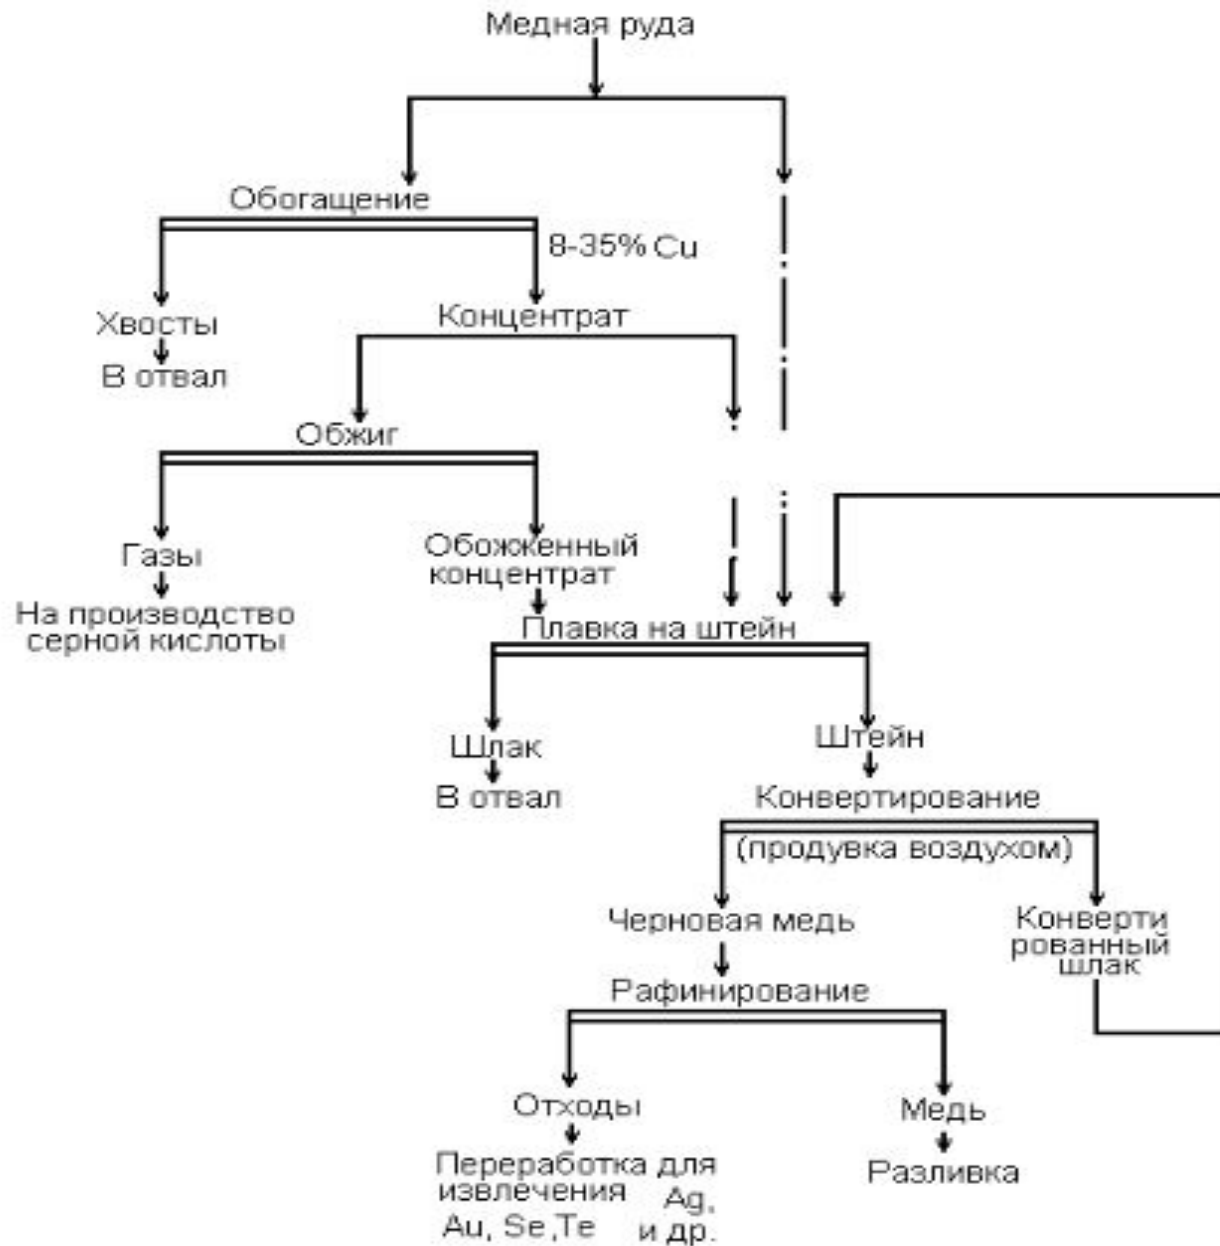 Медная руда
Обогащение
8-35% Cu
Хвосты
Концентрат
В отвал
Обжиг
Газы
Обожженный
концентрат
На производство
серной кислоты
Плавка на штейн
Шлак
Штейн
В отвал
Конвертирование
(продувка воздухом)
Черновая медь
Конверти
рованный
шлак
Рафинирование
Отходы
Медь
Переработка для
извлечения Ag,
Au, Se ,Te и др.
Разливка